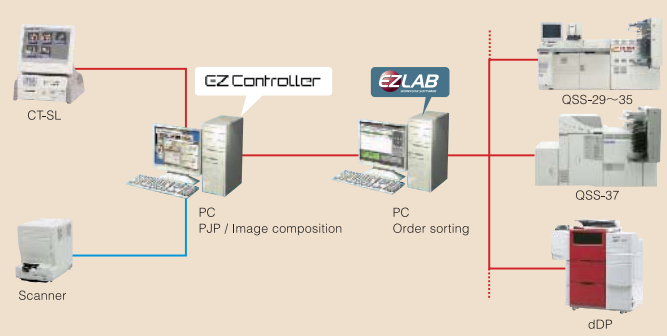 CT-SL
EZ Controller
EZLAB
QSS-29～35
QSS-37
PC
PJP / Image composition
PC
Order sorting
Scanner
dDP